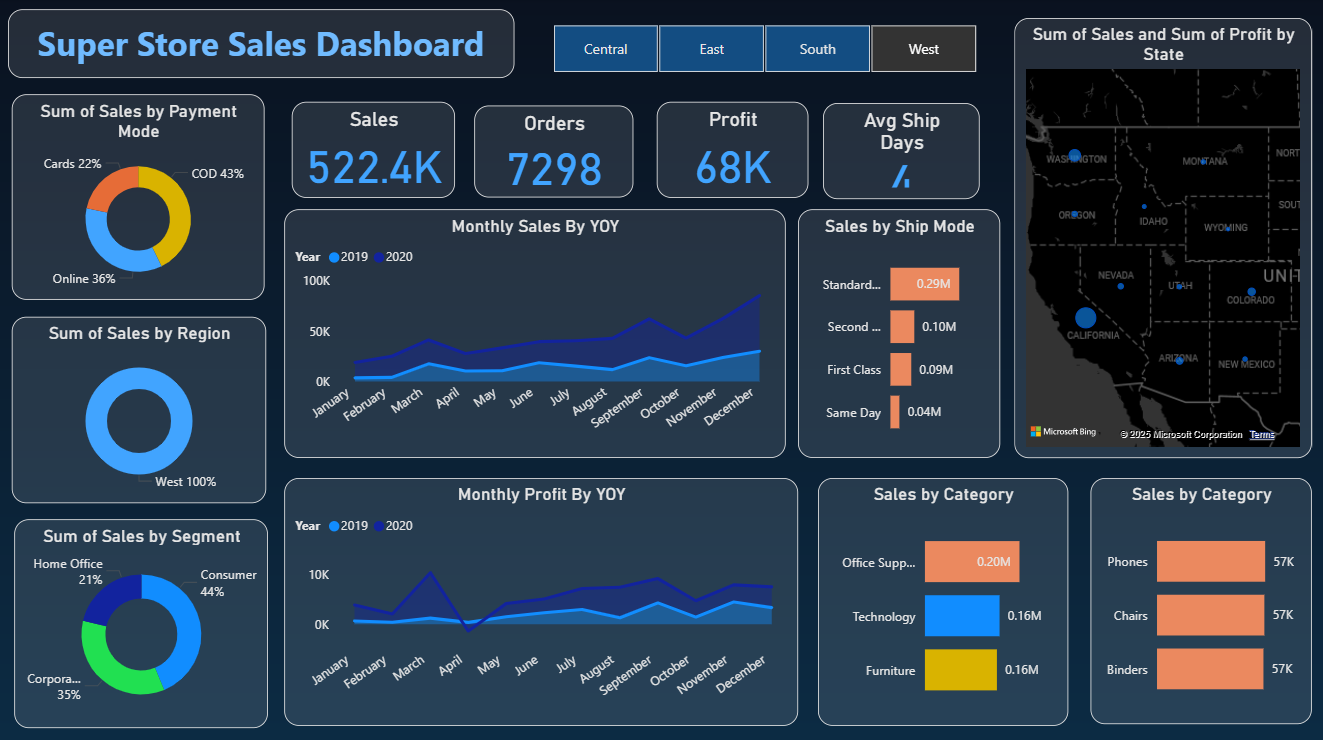 Super Store Sales Dashboard
Central
East
South
West
Sum of Sales and Sum of Profit by
State
Sum of Sales by Payment
Mode
Cards 22%
COD 43%
Online 36%
Sales
522.4K
Orders
7298
Profit
68K
Avg Ship
Days
WASHINGTON
MONTANA
NORT
OREGON
IDAHO
SOUT
WYOMING
NEVADA
UTAH
UNIT
COLORADO
CALIFORNIA
ARIZONA
NEW MEXICO
Microsoft Bing
© 2025 Microsoft Corporation Terms
Monthly Sales By YOY
Year 2019 2020
100K
50K
0K
January
February
March
April
May
June
July
August
September
October
November
December
Sales by Ship Mode
Standard... 0.29M
Second ... 0.10M
First Class 0.09M
Same Day 0.04M
Sum of Sales by Region
West 100%
Sum of Sales by Segment
Home Office
21%
Consumer
44%
Corpora...
35%
Monthly Profit By YOY
Year 2019 2020
10K
0K
January
February
March
April
May
June
July
August
September
October
November
December
Sales by Category
Office Supp... 0.20M
Technology 0.16M
Furniture 0.16M
Sales by Category
Phones 57K
Chairs 57K
Binders 57K